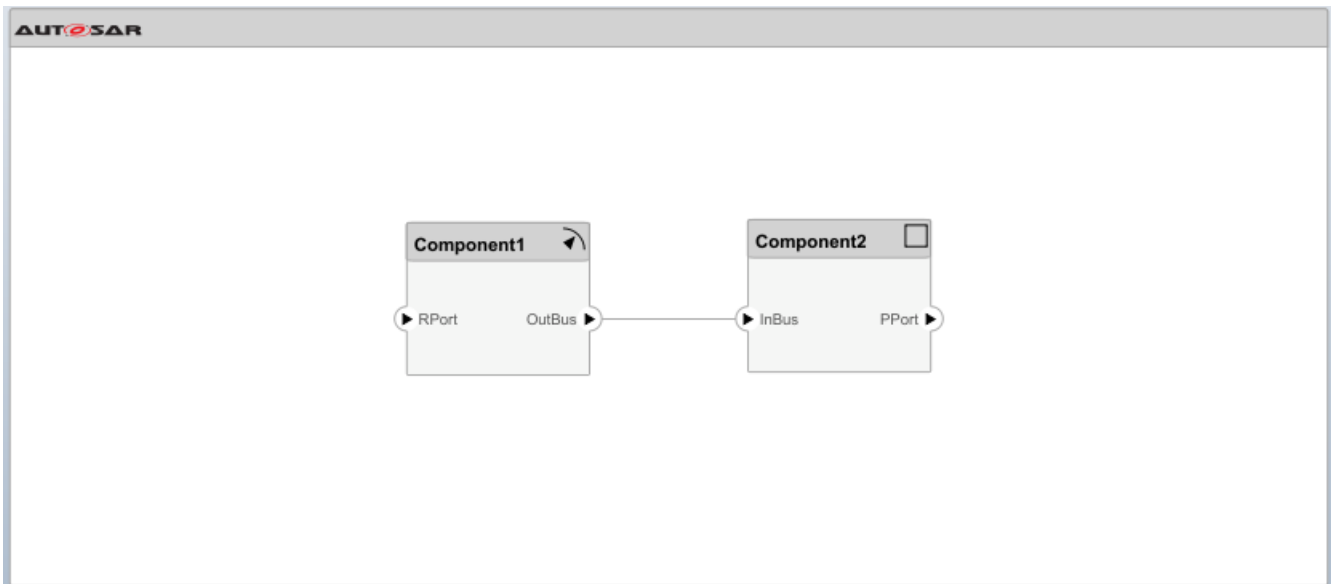 AUTOSAR
Component1
Component2
RPort
OutBus
InBus
PPort